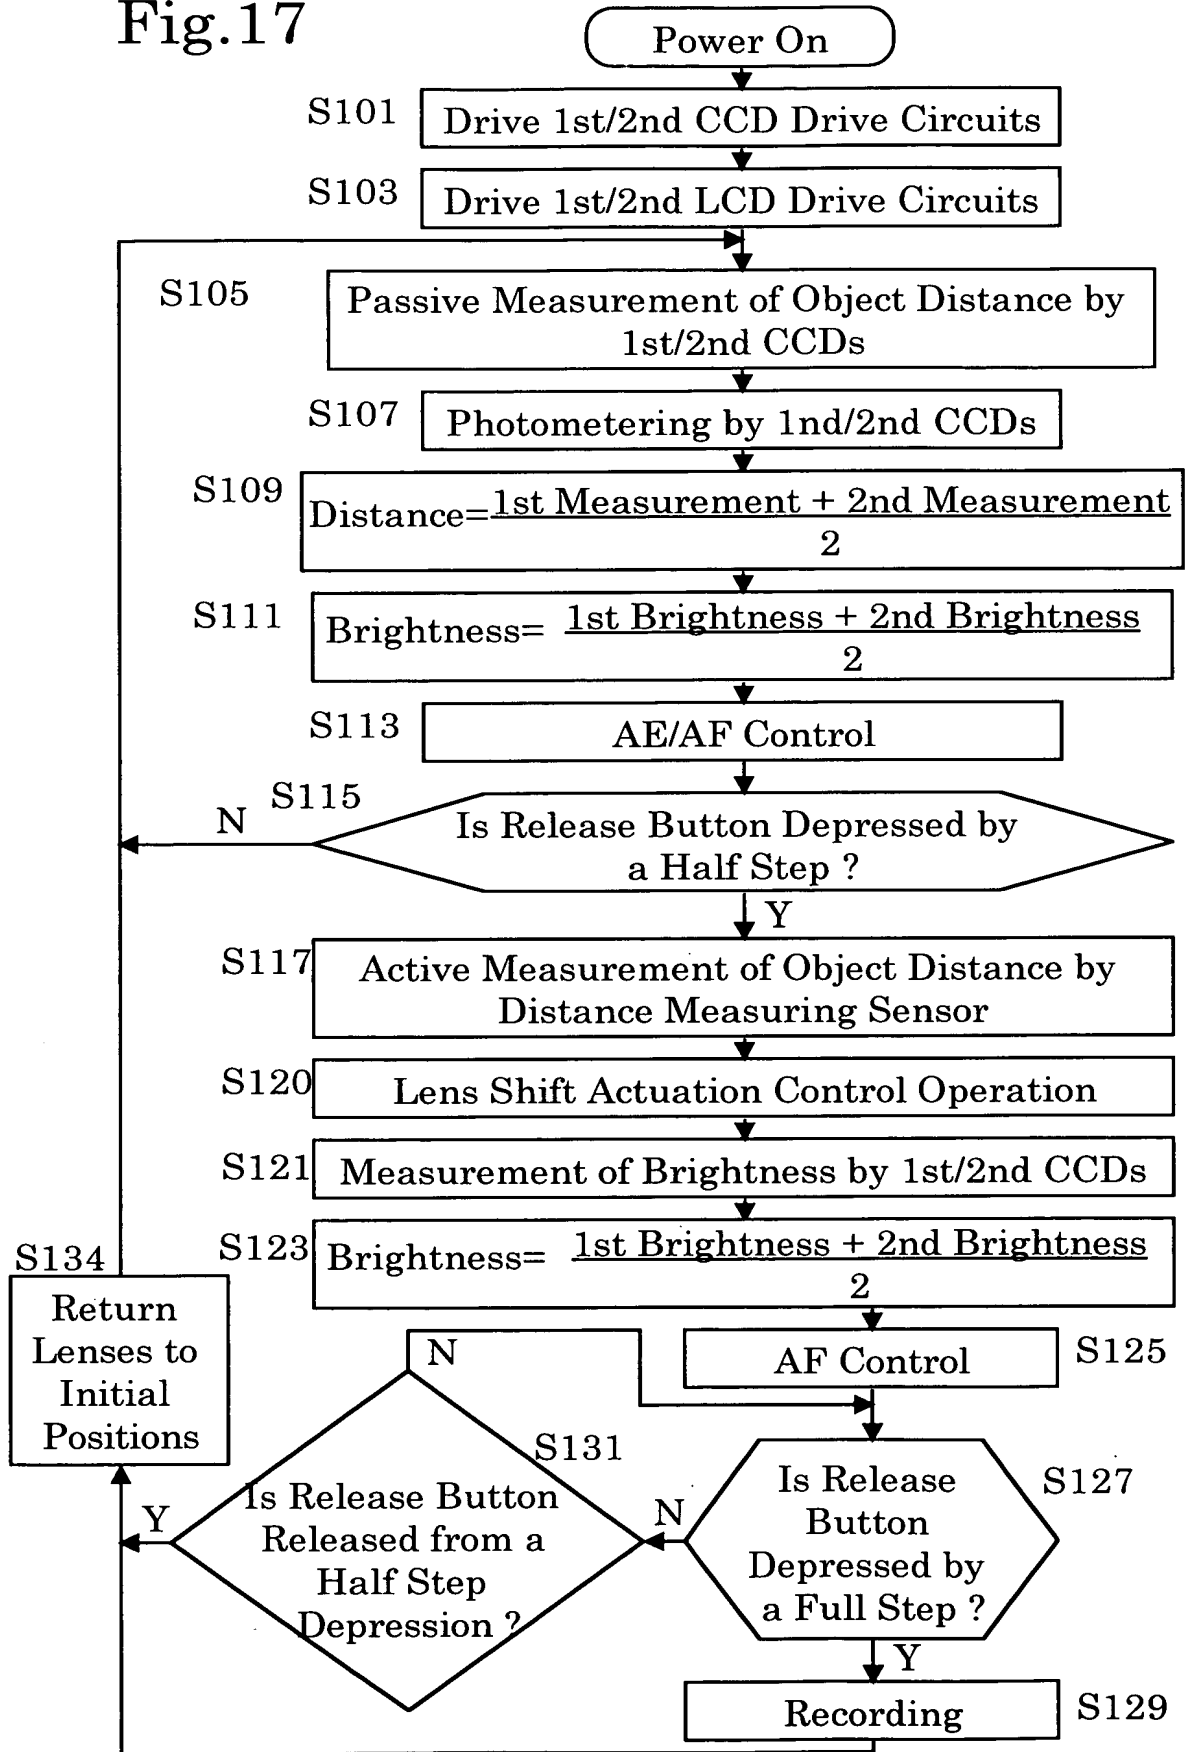 Fig.17
Power On
S101
Drive 1st/2nd CCD Drive Circuits
S103
Drive 1st/2nd LCD Drive Circuits
S105
Passive Measurement of Object Distance by
1st/2nd CCDs
S107
Photometering by 1nd/2nd CCDs
S109
Distance=1st Measurement + 2nd Measurement
2
S111
Brightness= 1st Brightness + 2nd Brightness
2
S113
AE/AF Control
S115
N
Is Release Button Depressed by
a Half Step ?
Y
S117
Active Measurement of Object Distance by
Distance Measuring Sensor
S120
Lens Shift Actuation Control Operation
S121
Measurement of Brightness by 1st/2nd CCDs
S123
Brightness= 1st Brightness + 2nd Brightness
2
S134
Return
Lenses to
Initial
Positions
N
AF Control
S125
S131
Is Release Button
Released from a
Half Step
Depression ?
Y
N
Is Release
Button
Depressed by
a Full Step ?
S127
Y
Recording
S129